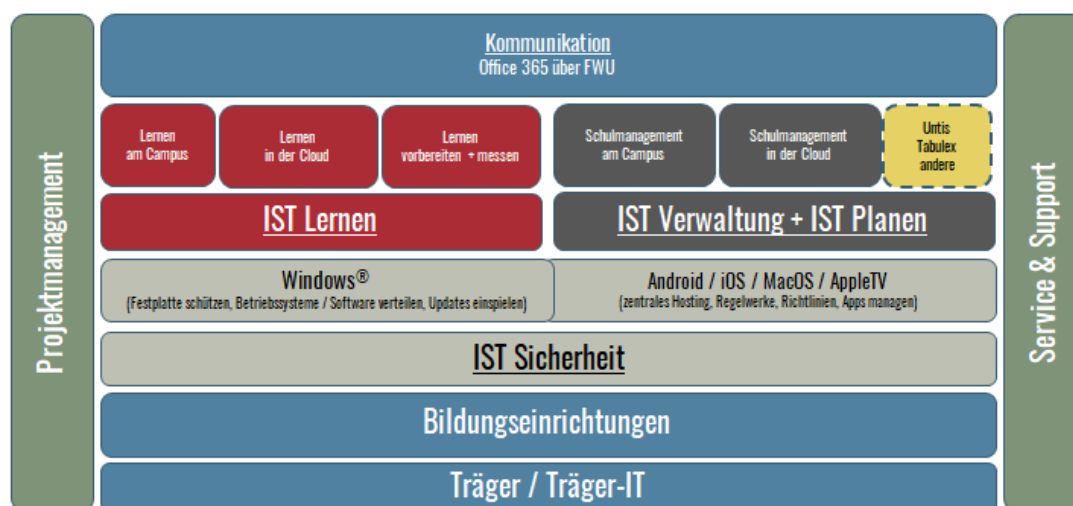 Projektmanagement
Kommunikation
Office 365 über FWU
Lernen
am Campus
Lernen
in der Cloud
Lernen
vorbereiten + messen
Schulmanagement
am Campus
Schulmanagement
in der Cloud
Untis
Tabulex
andere
IST Lernen
IST Verwaltung + IST Planen
Windows®
(Festplatte schützen, Betriebssysteme / Software verteilen, Updates einspielen)
Android / iOS / MacOS / AppleTV
(zentrales Hosting, Regelwerke, Richtlinien, Apps managen)
IST Sicherheit
Bildungseinrichtungen
Träger / Träger-IT
Service & Support